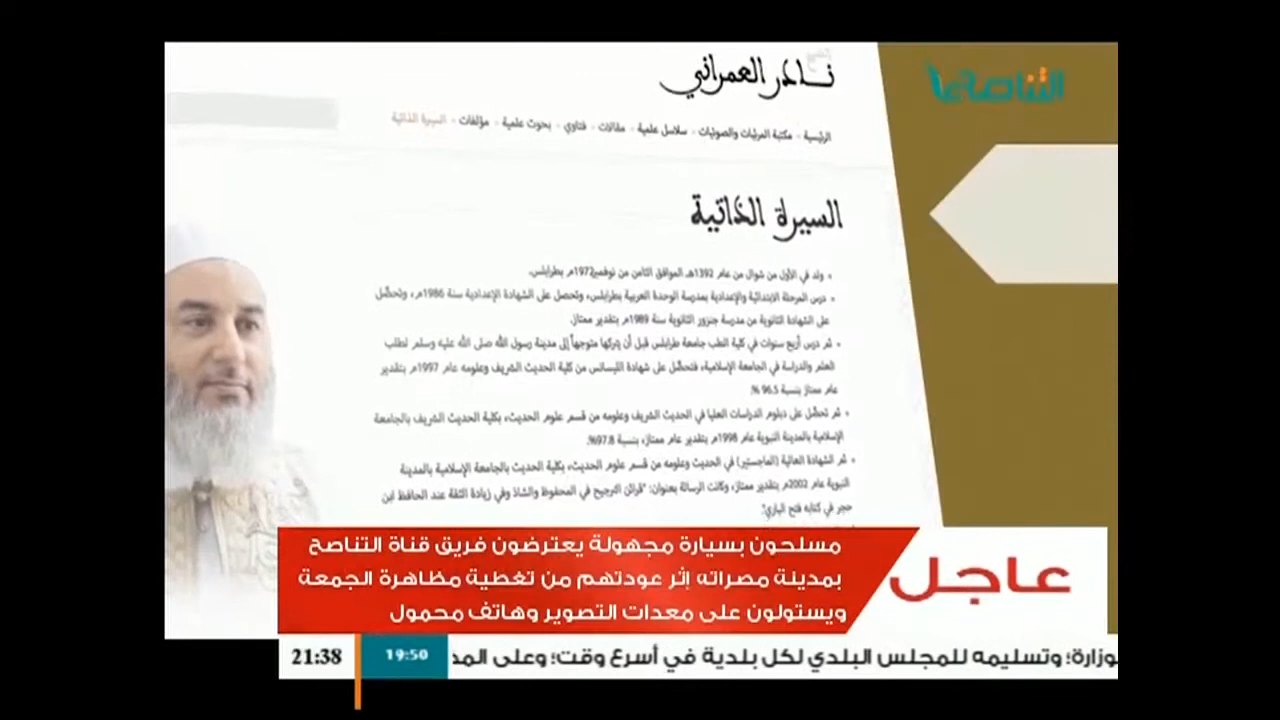 نادر العمراني
التناصح
الرئيسية • مكتبة المرئيات والصوتيات • سلاسل علمية • مقالات • فتاوي • بحوث علمية • مؤلفات • السيرة الذاتية
السيرة الذاتية
• ولد في الأول من شوال من عام 1392هـ الموافق الثامن من نوفمبر1972م بطرابلس.
• درس المرحلة الابتدائية والإعدادية بمدرسة الوحدة العربية بطرابلس، وتحصل على الشهادة الإعدادية سنة 1986م، وتحصّل
على الشهادة الثانوية من مدرسة جنزور الثانوية سنة 1989م بتقدير ممتاز.
• ثم درس أربع سنوات في كلية الطب جامعة طرابلس قبل أن يتركها متوجهاً إلى مدينة رسول الله صلى الله عليه وسلم لطلب
العلم والدراسة في الجامعة الإسلامية، فتحصّل على شهادة الليسانس من كلية الحديث الشريف وعلومه عام 1997م بتقدير
عام ممتاز بنسبة 96.5 %.
• ثم تحصّل على دبلوم الدراسات العليا في الحديث الشريف وعلومه من قسم علوم الحديث، بكلية الحديث الشريف بالجامعة
الإسلامية بالمدينة النبوية عام 1998م بتقدير عام ممتاز، بنسبة 97.8%.
• ثم الشهادة العالية (الماجستير) في الحديث وعلومه من قسم علوم الحديث، بكلية الحديث بالجامعة الإسلامية بالمدينة
النبوية عام 2002م بتقدير ممتاز، وكانت الرسالة بعنوان: "قرائن الترجيح في المحفوظ والشاذ وفي زيادة الثقة عند الحافظ ابن
حجر في كتابه فتح الباري".
عاجل
مسلحون بسيارة مجهولة يعترضون فريق قناة التناصح
بمدينة مصراته إثر عودتهم من تغطية مظاهرة الجمعة
ويستولون على معدات التصوير وهاتف محمول
وزارة؛ وتسليمه للمجلس البلدي لكل بلدية في أسرع وقت؛ وعلى المد
19:50
21:38